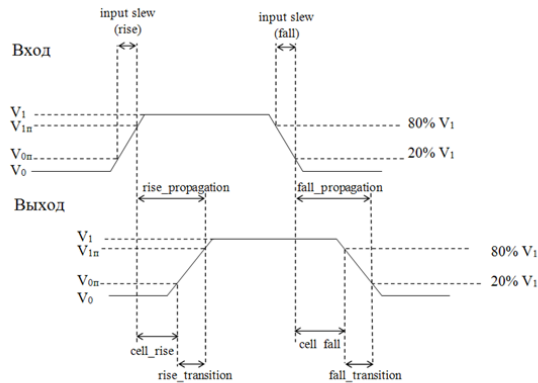 input slew
(rise)
input slew
(fall)
Вход
V1
V1п
V0п
V0
80% V1
20% V1
rise_propagation
fall_propagation
Выход
V1
V1п
V0п
V0
80% V1
20% V1
cell_rise
cell_fall
rise_transition
fall_transition